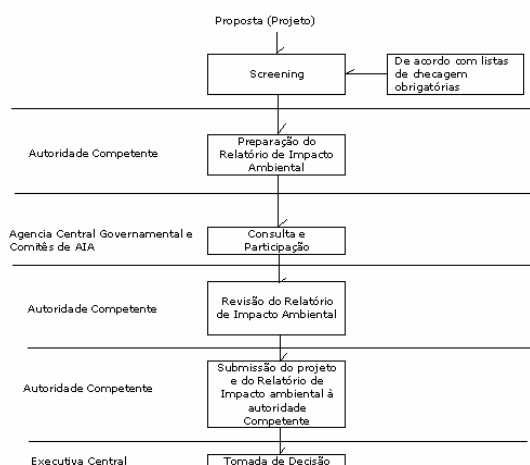 Proposta (Projeto)
Screening
De acordo com listas
de checagem
obrigatórias
Autoridade Competente
Preparação do
Relatório de Impacto
Ambiental
Agencia Central Governamental e
Comitês de AIA
Consulta e
Participação
Autoridade Competente
Revisão do Relatório
de Impacto Ambiental
Autoridade Competente
Submissão do projeto
e do Relatório de
Impacto ambiental à
autoridade
Competente
Executiva Central
Tomada de Decisão